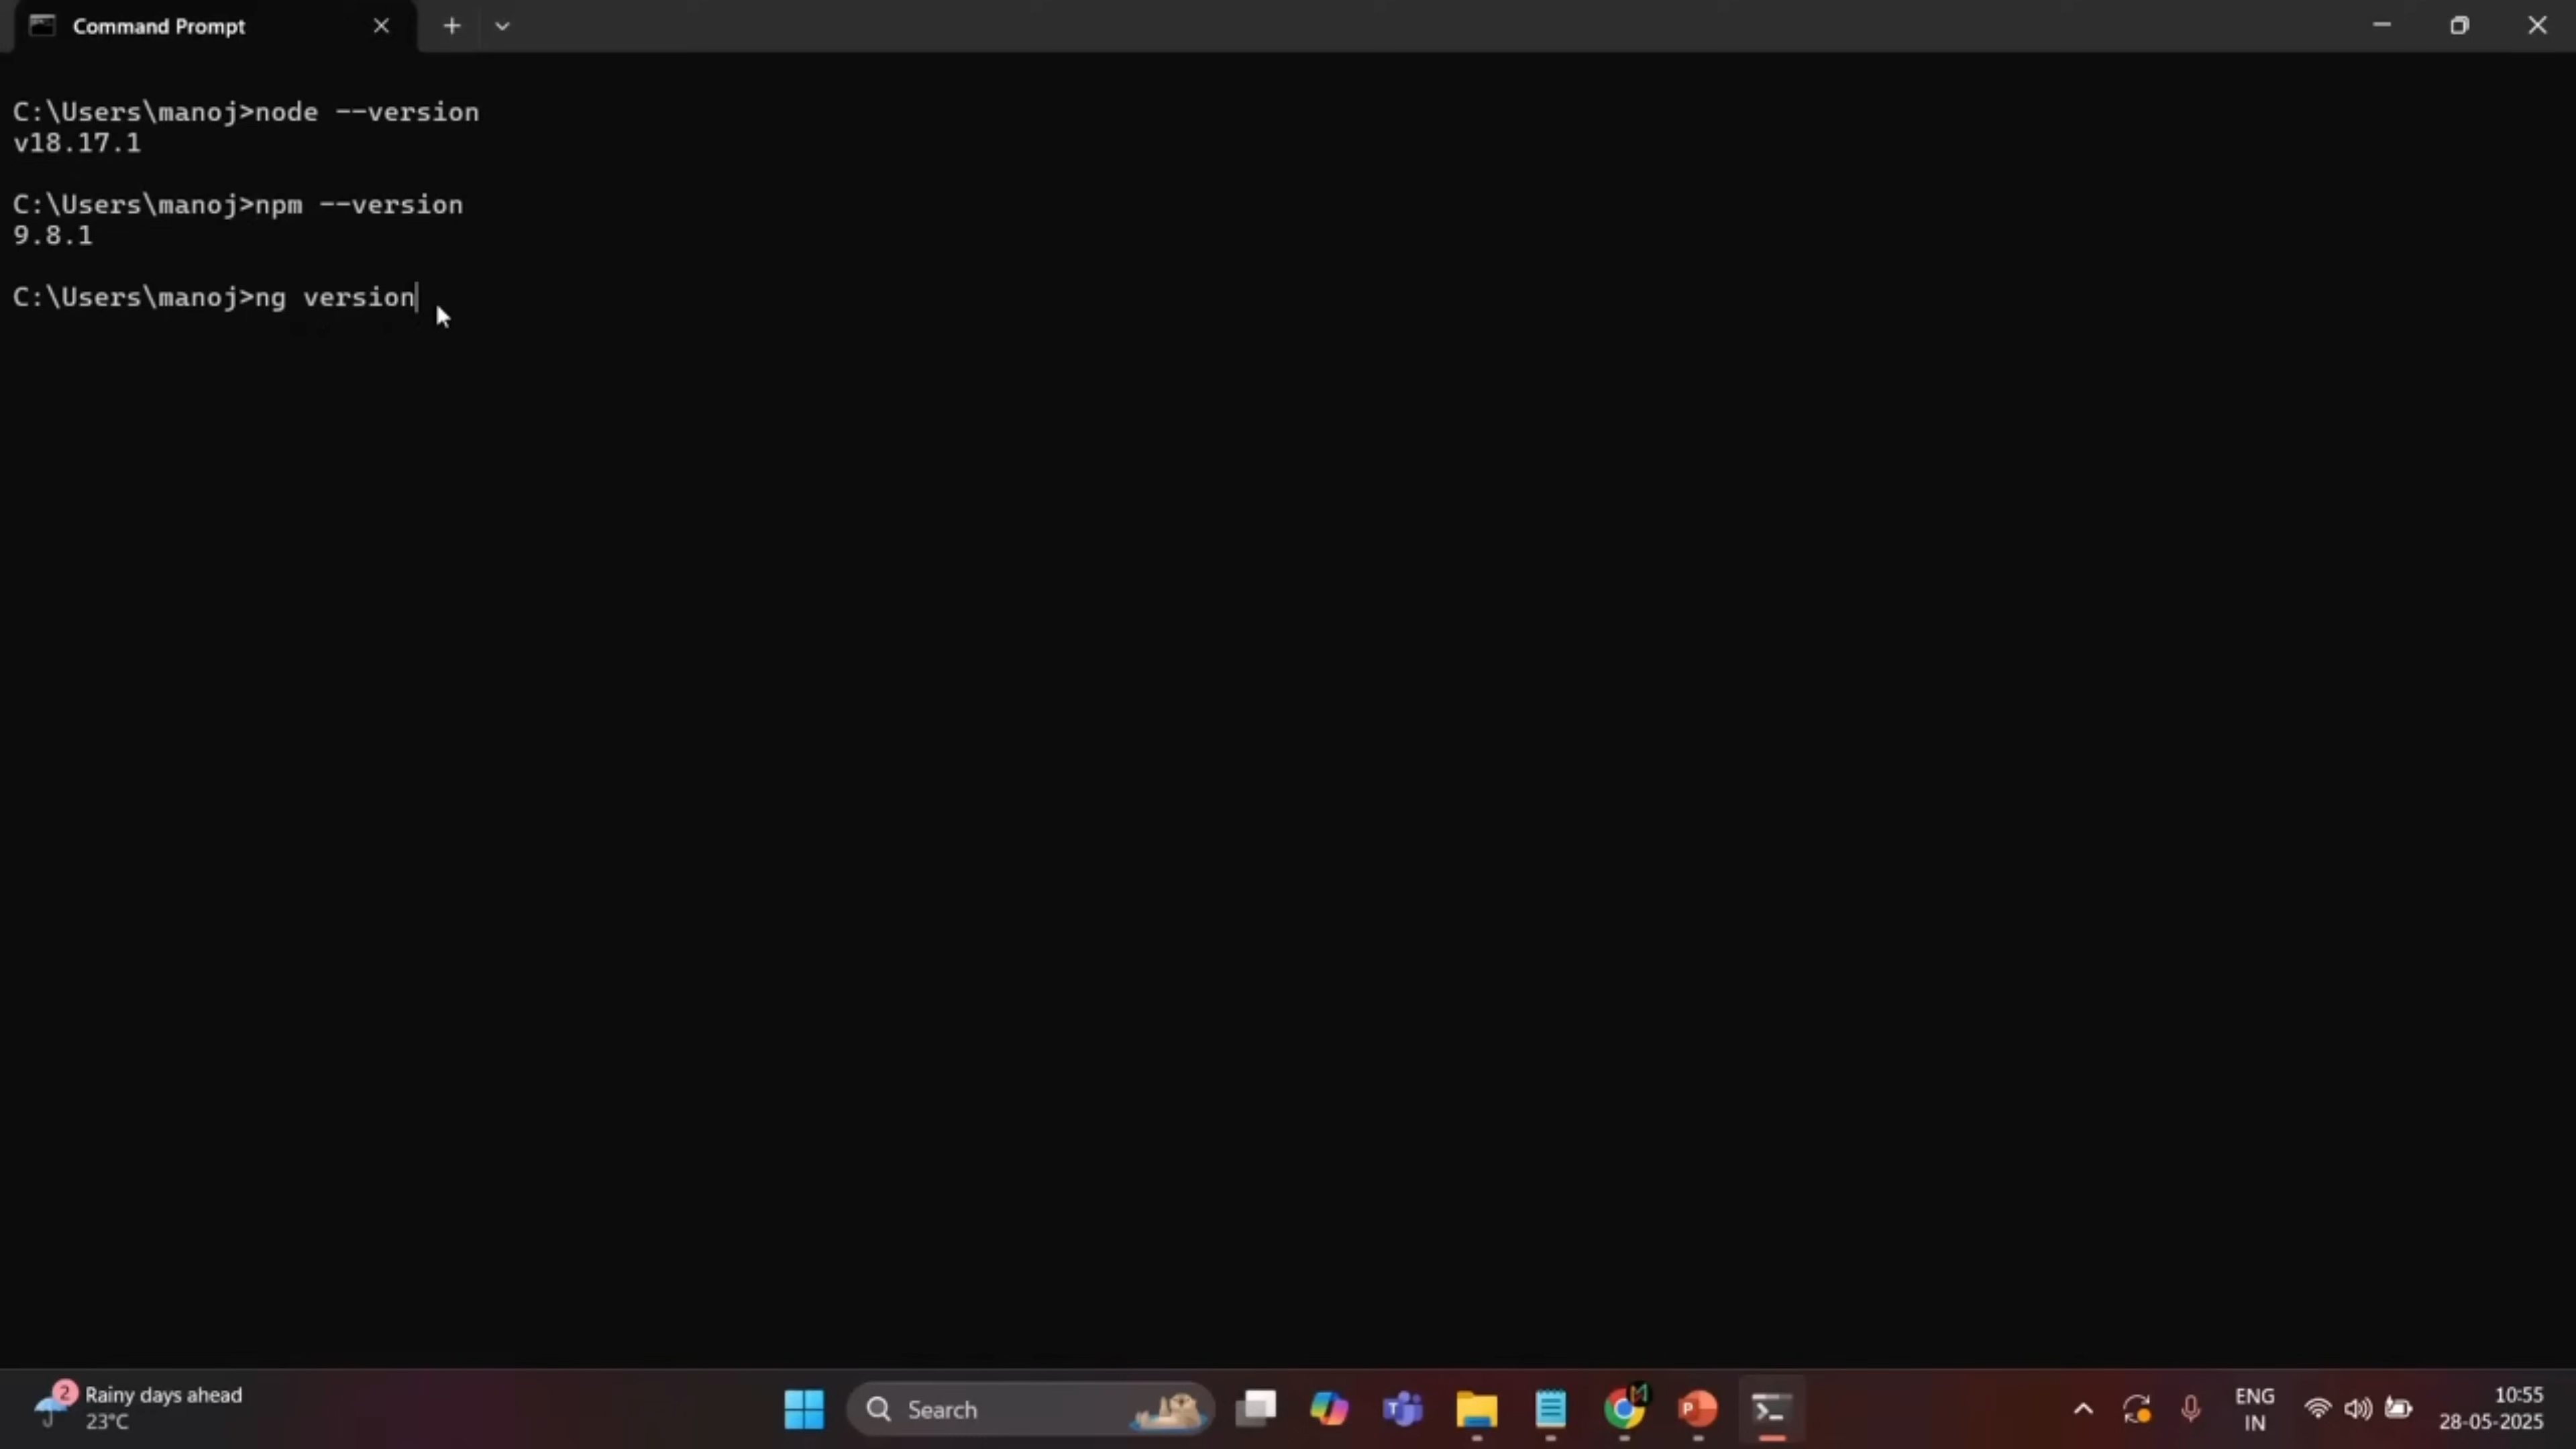 Command Prompt
C:\Users\manoj>node --version
v18.17.1
C:\Users\manoj>npm --version
9.8.1
C:\Users\manoj>ng version
2
Rainy days ahead
23°C
Search
ENG
IN
10:55
28-05-2025